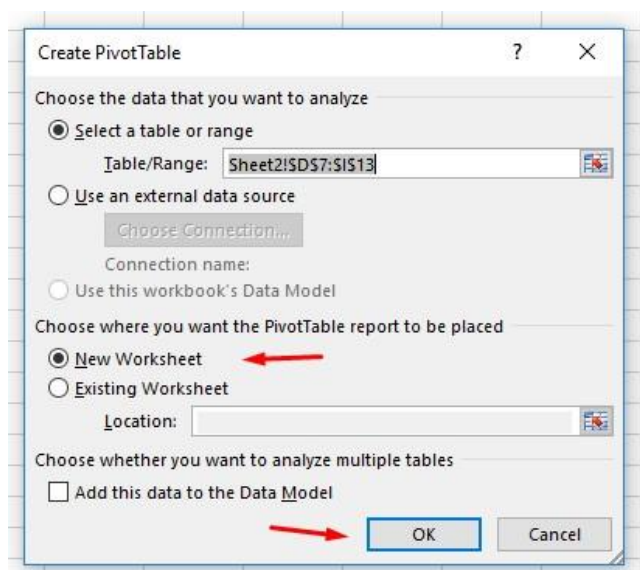 Create PivotTable ? ×
Choose the data that you want to analyze
Select a table or range
Table/Range: Sheet2!$D$7:$I$13
Use an external data source
Choose Connection...
Connection name:
Use this workbook's Data Model
Choose where you want the PivotTable report to be placed
New Worksheet
Existing Worksheet
Location:
Choose whether you want to analyze multiple tables
Add this data to the Data Model
OK Cancel